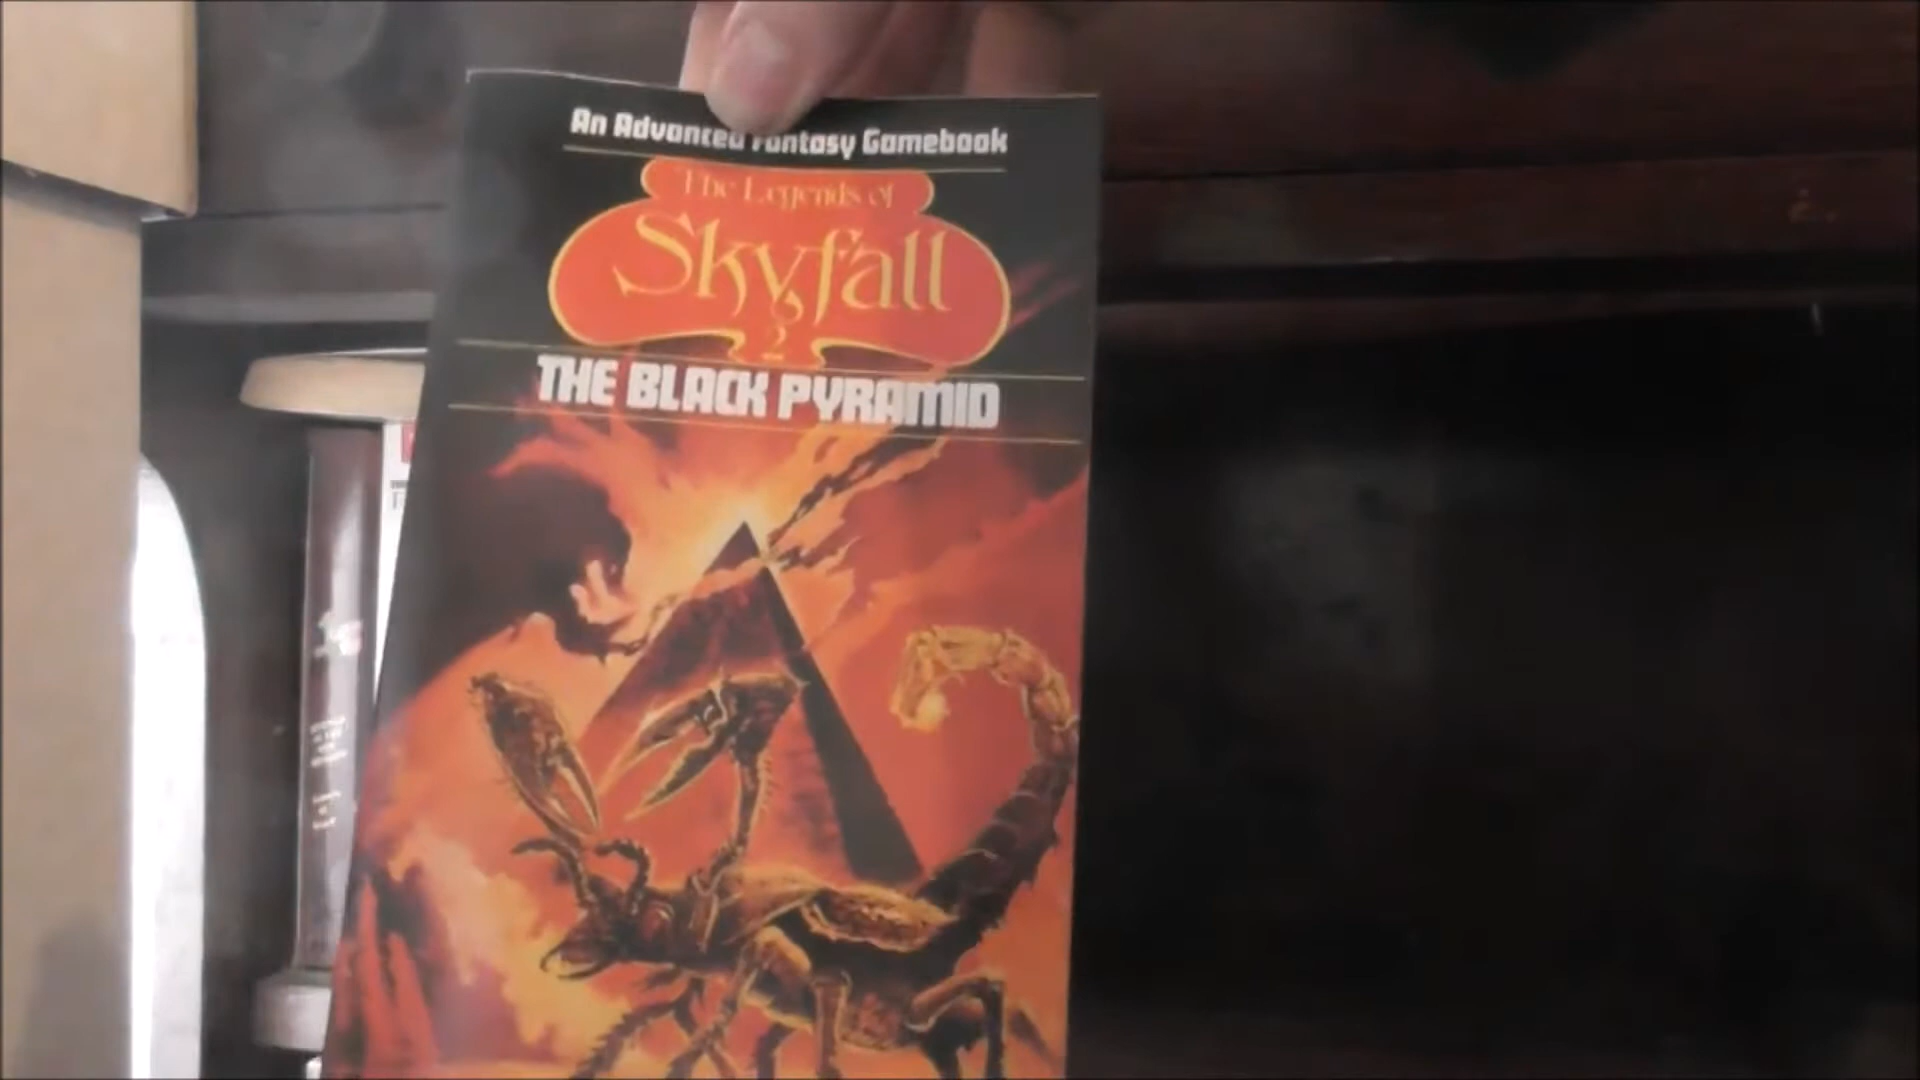 An Advanced Fantasy Gamebook
The Legends of
Skyfall
2
THE BLACK PYRAMID